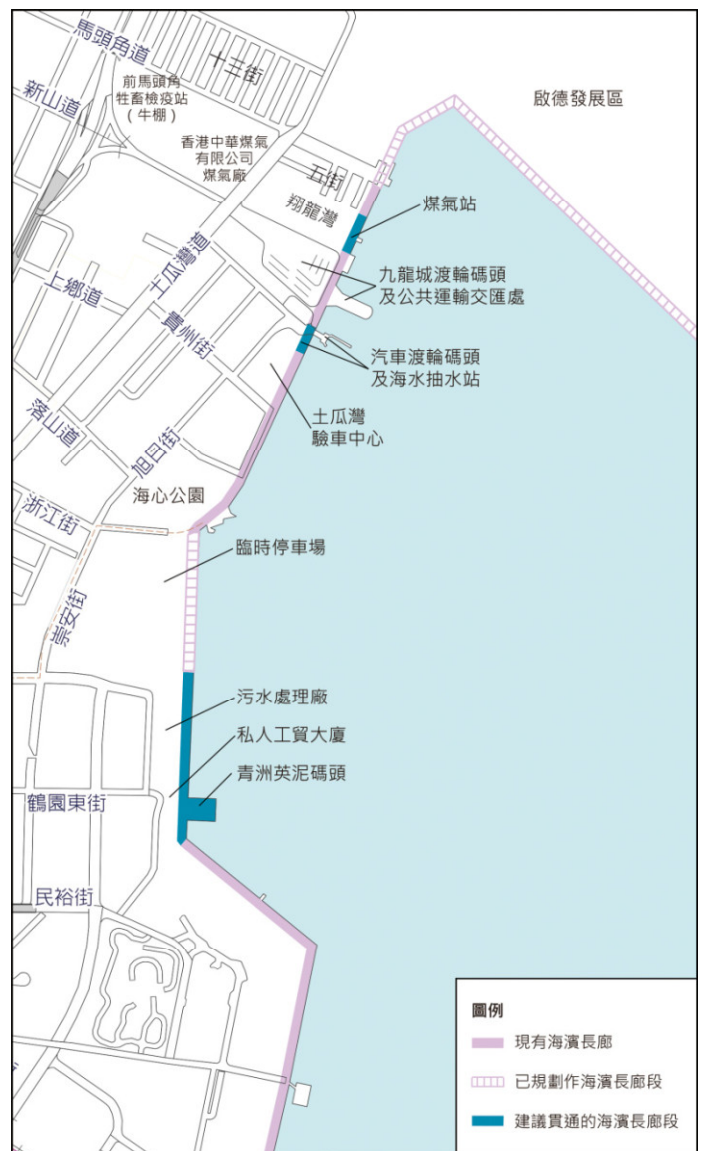 馬頭角道
十三街
新山道
前馬頭角
牲畜檢疫站
（牛棚）
啟德發展區
香港中華煤氣
有限公司
煤氣廠
五街
翔龍灣
煤氣站
土瓜灣道
上鄉道
貴州街
九龍城渡輪碼頭
及公共運輸交匯處
汽車渡輪碼頭
及海水抽水站
落山道
旭日街
土瓜灣
驗車中心
浙江街
海心公園
臨時停車場
崇安街
污水處理廠
私人工貿大廈
青洲英泥碼頭
鶴園東街
民裕街
圖例
現有海濱長廊
已規劃作海濱長廊段
建議貫通的海濱長廊段